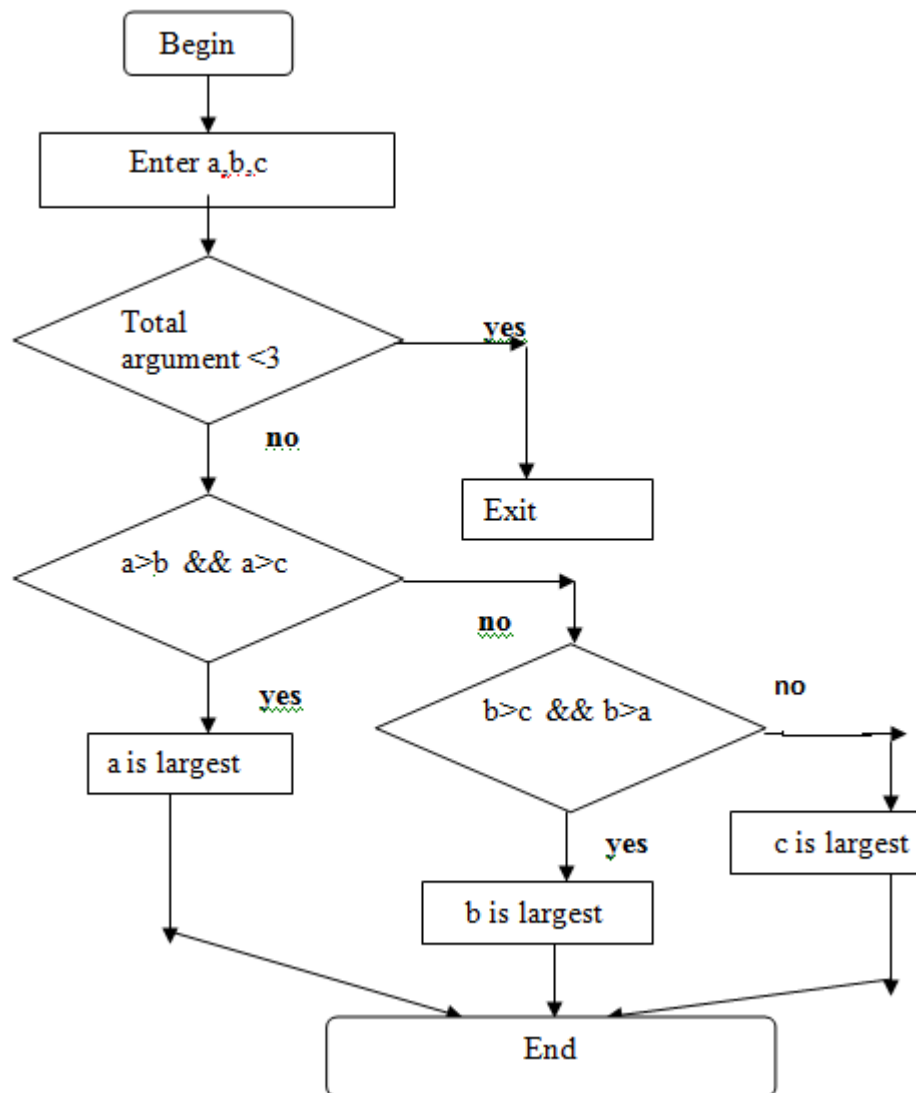 Begin
Enter a,b,c
Total
argument <3
yes
no
Exit
a>b && a>c
no
yes
b>c && b>a
no
a is largest
yes
c is largest
b is largest
End